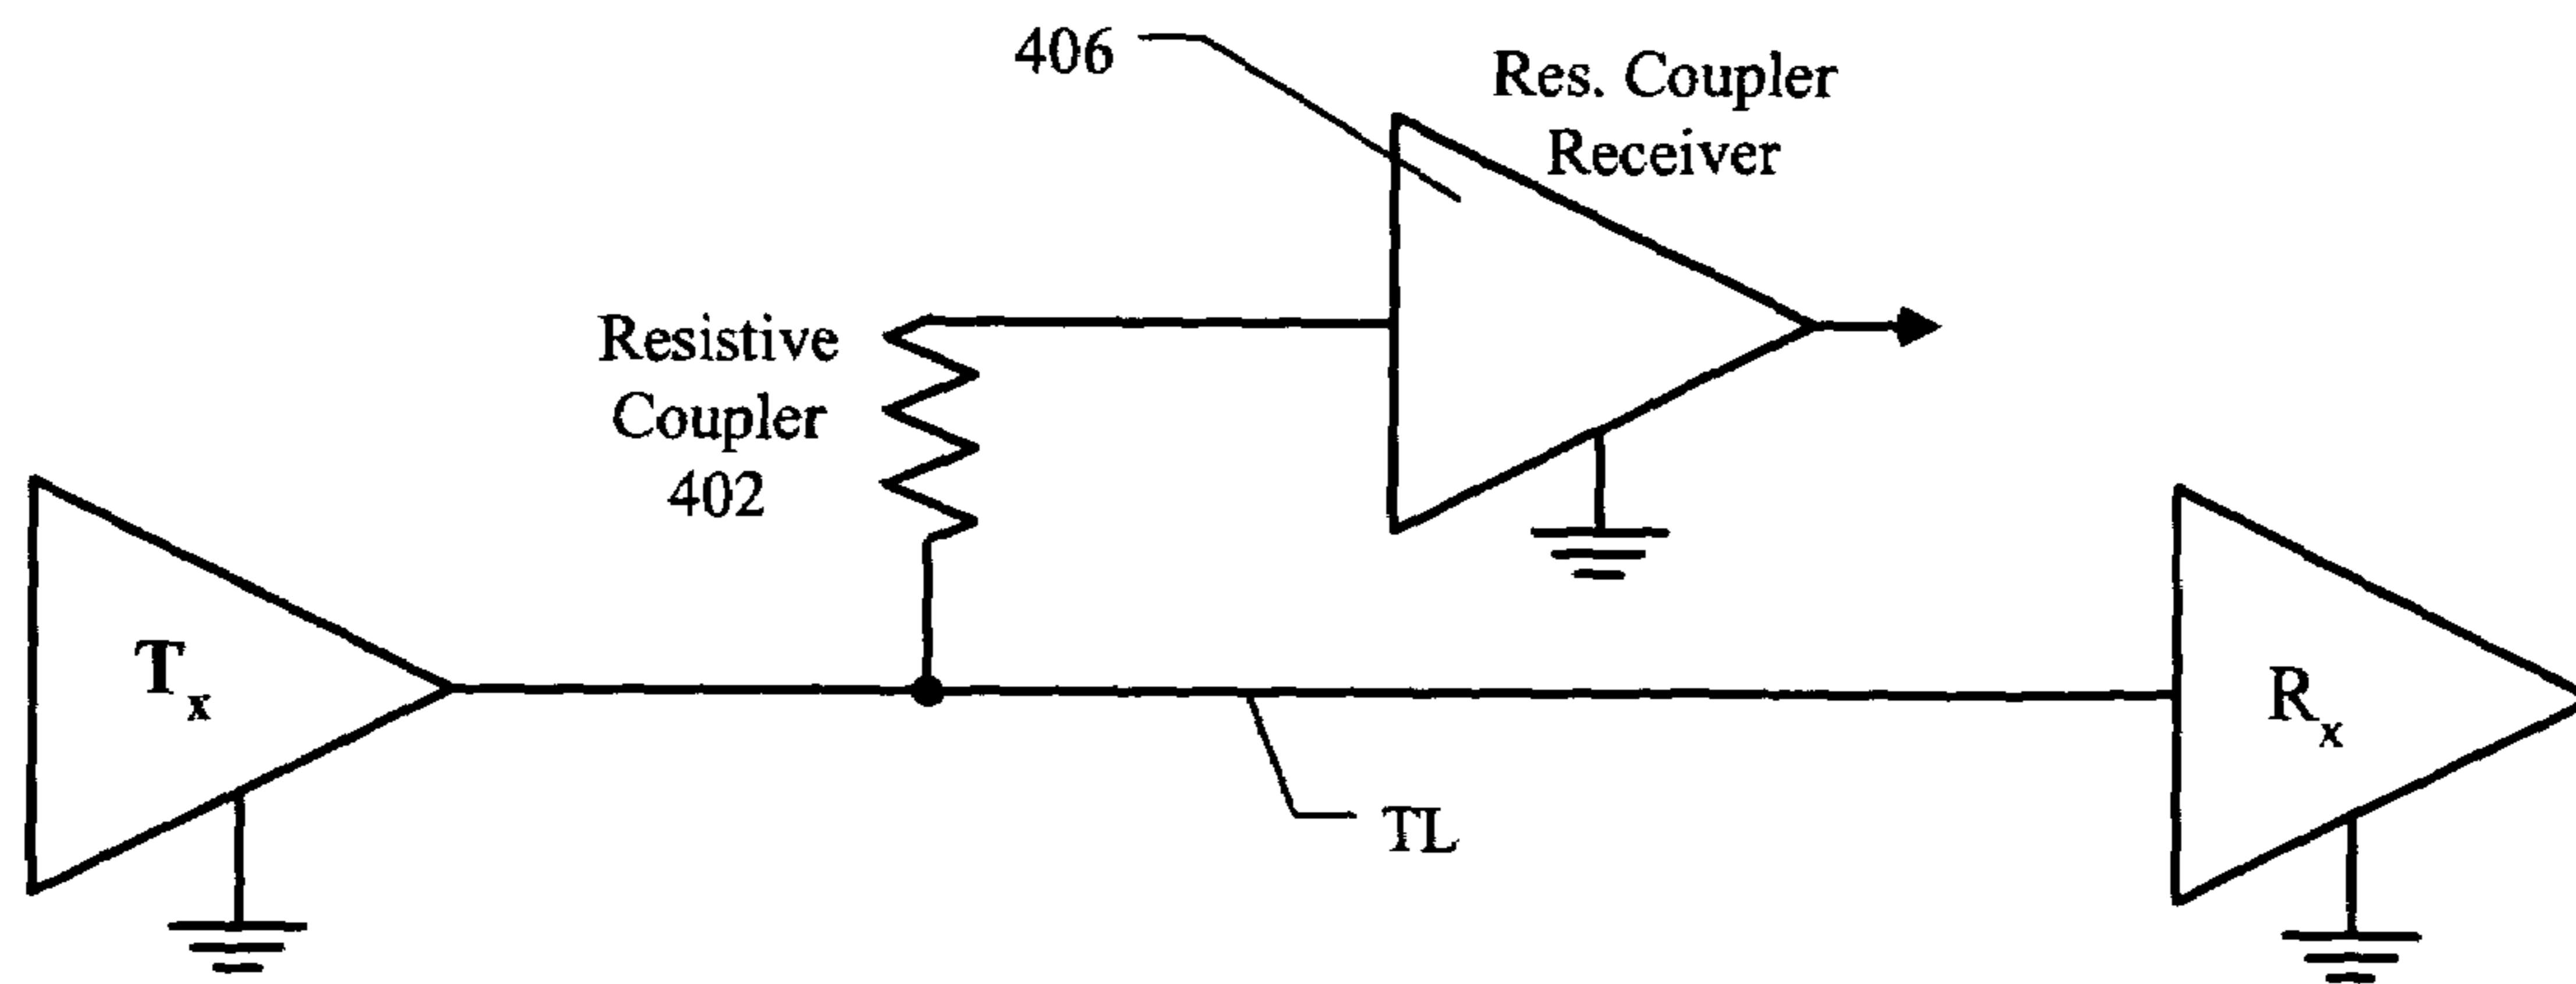 406
Res. Coupler
Receiver
Resistive
Coupler
402
Tx
Rx
TL